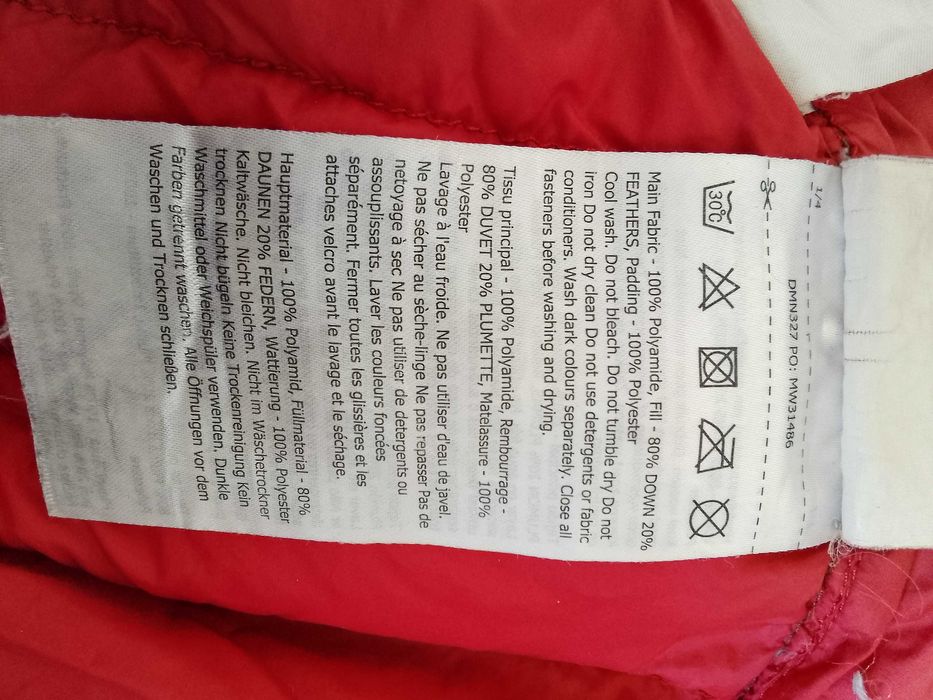 1/4
DMN327 PO: MW31486
30°C
Main Fabric - 100% Polyamide, Fill - 80% DOWN 20%
FEATHERS, Padding - 100% Polyester
Cool wash. Do not bleach. Do not tumble dry Do not
iron Do not dry clean Do not use detergents or fabric
conditioners. Wash dark colours separately. Close all
fasteners before washing and drying.
Tissu principal - 100% Polyamide, Rembourrage -
80% DUVET 20% PLUMETTE, Matelassure - 100%
Polyester
Lavage à l'eau froide. Ne pas utiliser d'eau de javel.
Ne pas sécher au sèche-linge Ne pas repasser Pas de
netoyage à sec Ne pas utiliser de detergents ou
assouplissants. Laver les couleurs foncées
séparément. Fermer toutes les glissières et les
attaches velcro avant le lavage et le séchage.
Hauptmaterial - 100% Polyamid, Füllmaterial - 80%
DAUNEN 20% FEDERN, Wattierung - 100% Polyester
Kaltwäsche. Nicht bleichen. Nicht im Wäschetrockner
trocknen Nicht bügeln Keine Trockenreinigung Kein
Waschmittel oder Weichspüler verwenden. Dunkle
Farben getrennt waschen. Alle Öffnungen vor dem
Waschen und Trocknen schließen.